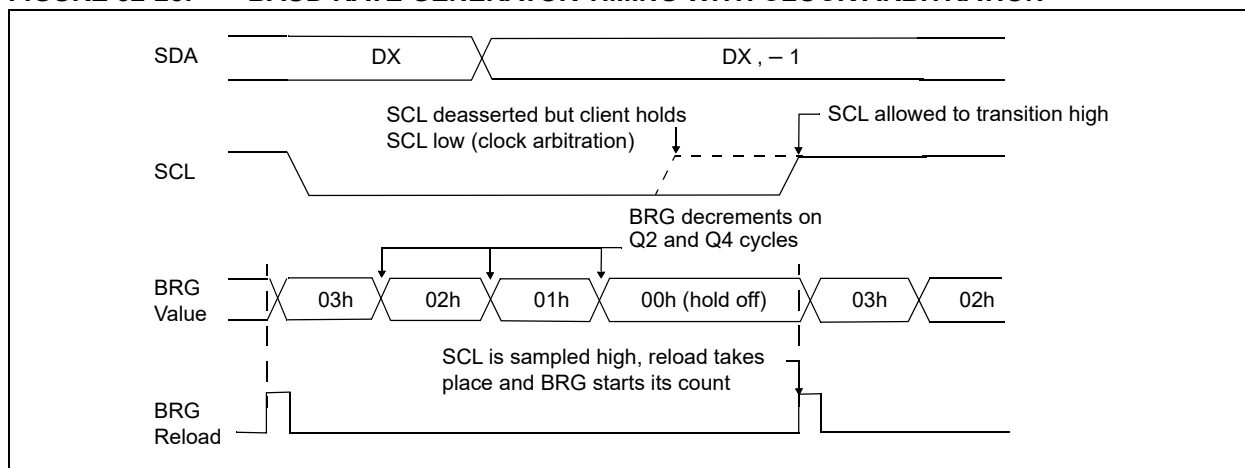 SDA
DX
DX , – 1
SCL deasserted but client holds
SCL low (clock arbitration)
SCL allowed to transition high
SCL
BRG decrements on
Q2 and Q4 cycles
BRG
Value
03h
02h
01h
00h (hold off)
03h
02h
SCL is sampled high, reload takes
place and BRG starts its count
BRG
Reload